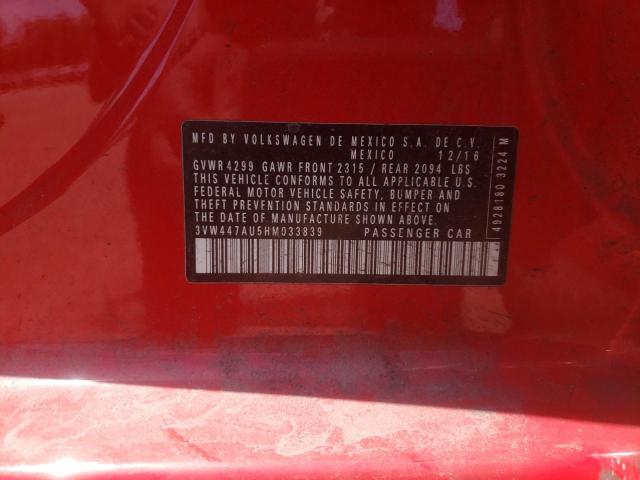 MFD BY VOLKSWAGEN DE MEXICO S.A. DE C.V.
MEXICO 12/16
GVWR 4299 GAWR FRONT 2315 / REAR 2094 LBS
THIS VEHICLE CONFORMS TO ALL APPLICABLE U.S.
FEDERAL MOTOR VEHICLE SAFETY, BUMPER AND
THEFT PREVENTION STANDARDS IN EFFECT ON
THE DATE OF MANUFACTURE SHOWN ABOVE.
3VW447AU5HM033839 PASSENGER CAR
4928180 3224 M